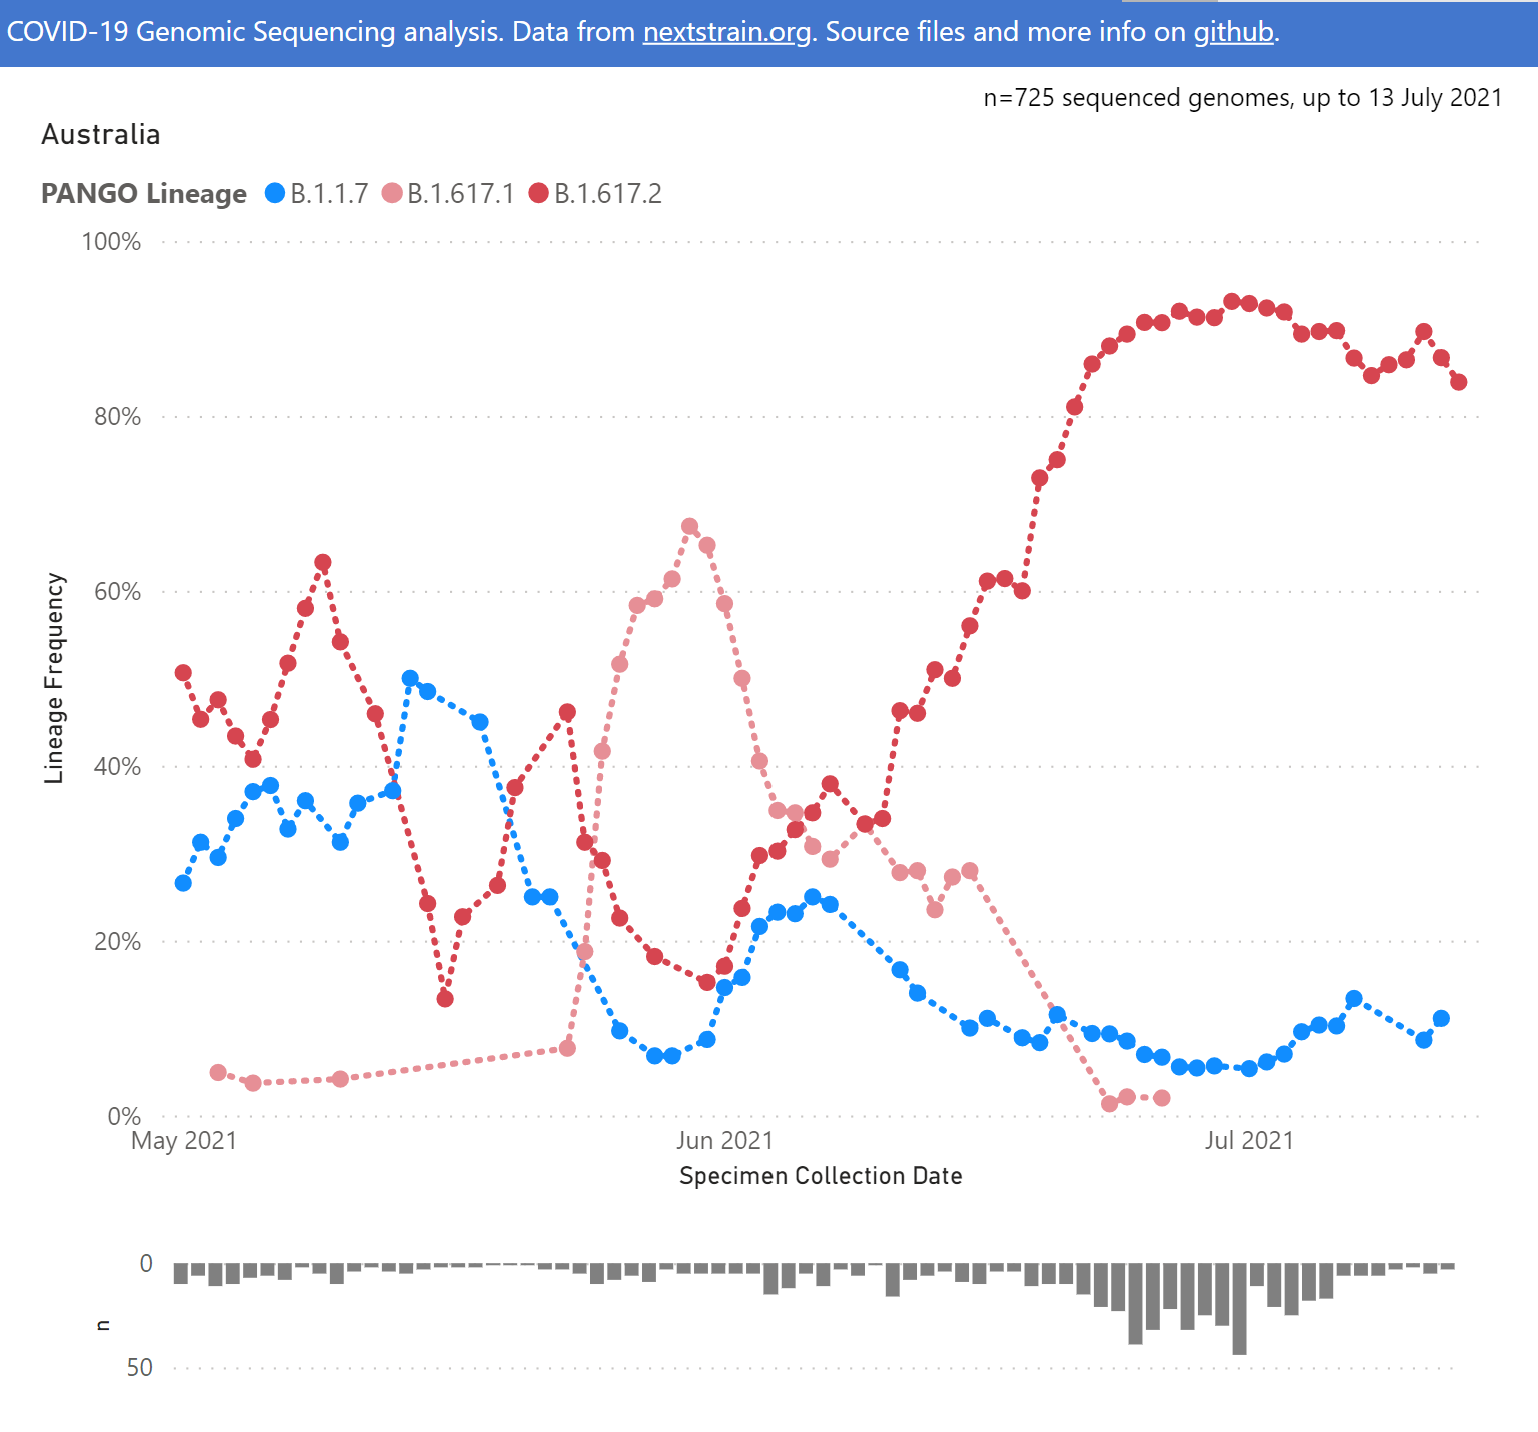 COVID-19 Genomic Sequencing analysis. Data from nextstrain.org. Source files and more info on github.
n=725 sequenced genomes, up to 13 July 2021
Australia
PANGO Lineage B.1.1.7 B.1.617.1 B.1.617.2
100%
80%
60%
40%
20%
0%
Lineage Frequency
May 2021 Jun 2021 Jul 2021
Specimen Collection Date
0
n
50